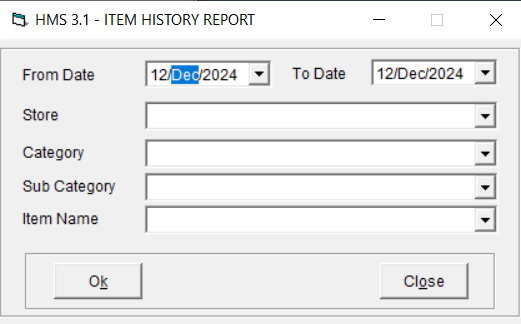 HMS 3.1 - ITEM HISTORY REPORT
From Date 12/Dec/2024 To Date 12/Dec/2024
Store
Category
Sub Category
Item Name
Ok Close